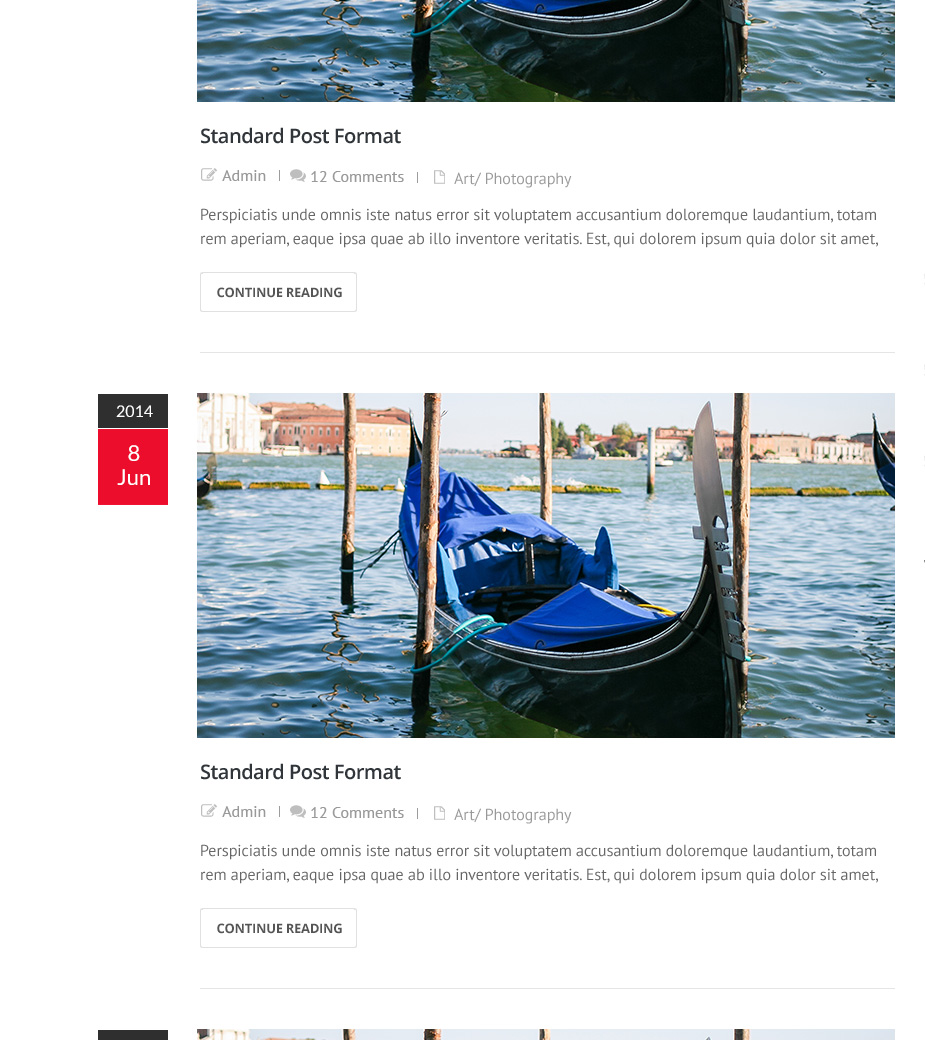 Standard Post Format
Admin | 12 Comments | Art/ Photography
Perspiciatis unde omnis iste natus error sit voluptatem accusantium doloremque laudantium, totam
rem aperiam, eaque ipsa quae ab illo inventore veritatis. Est, qui dolorem ipsum quia dolor sit amet,
CONTINUE READING
2014
8
Jun
Standard Post Format
Admin | 12 Comments | Art/ Photography
Perspiciatis unde omnis iste natus error sit voluptatem accusantium doloremque laudantium, totam
rem aperiam, eaque ipsa quae ab illo inventore veritatis. Est, qui dolorem ipsum quia dolor sit amet,
CONTINUE READING